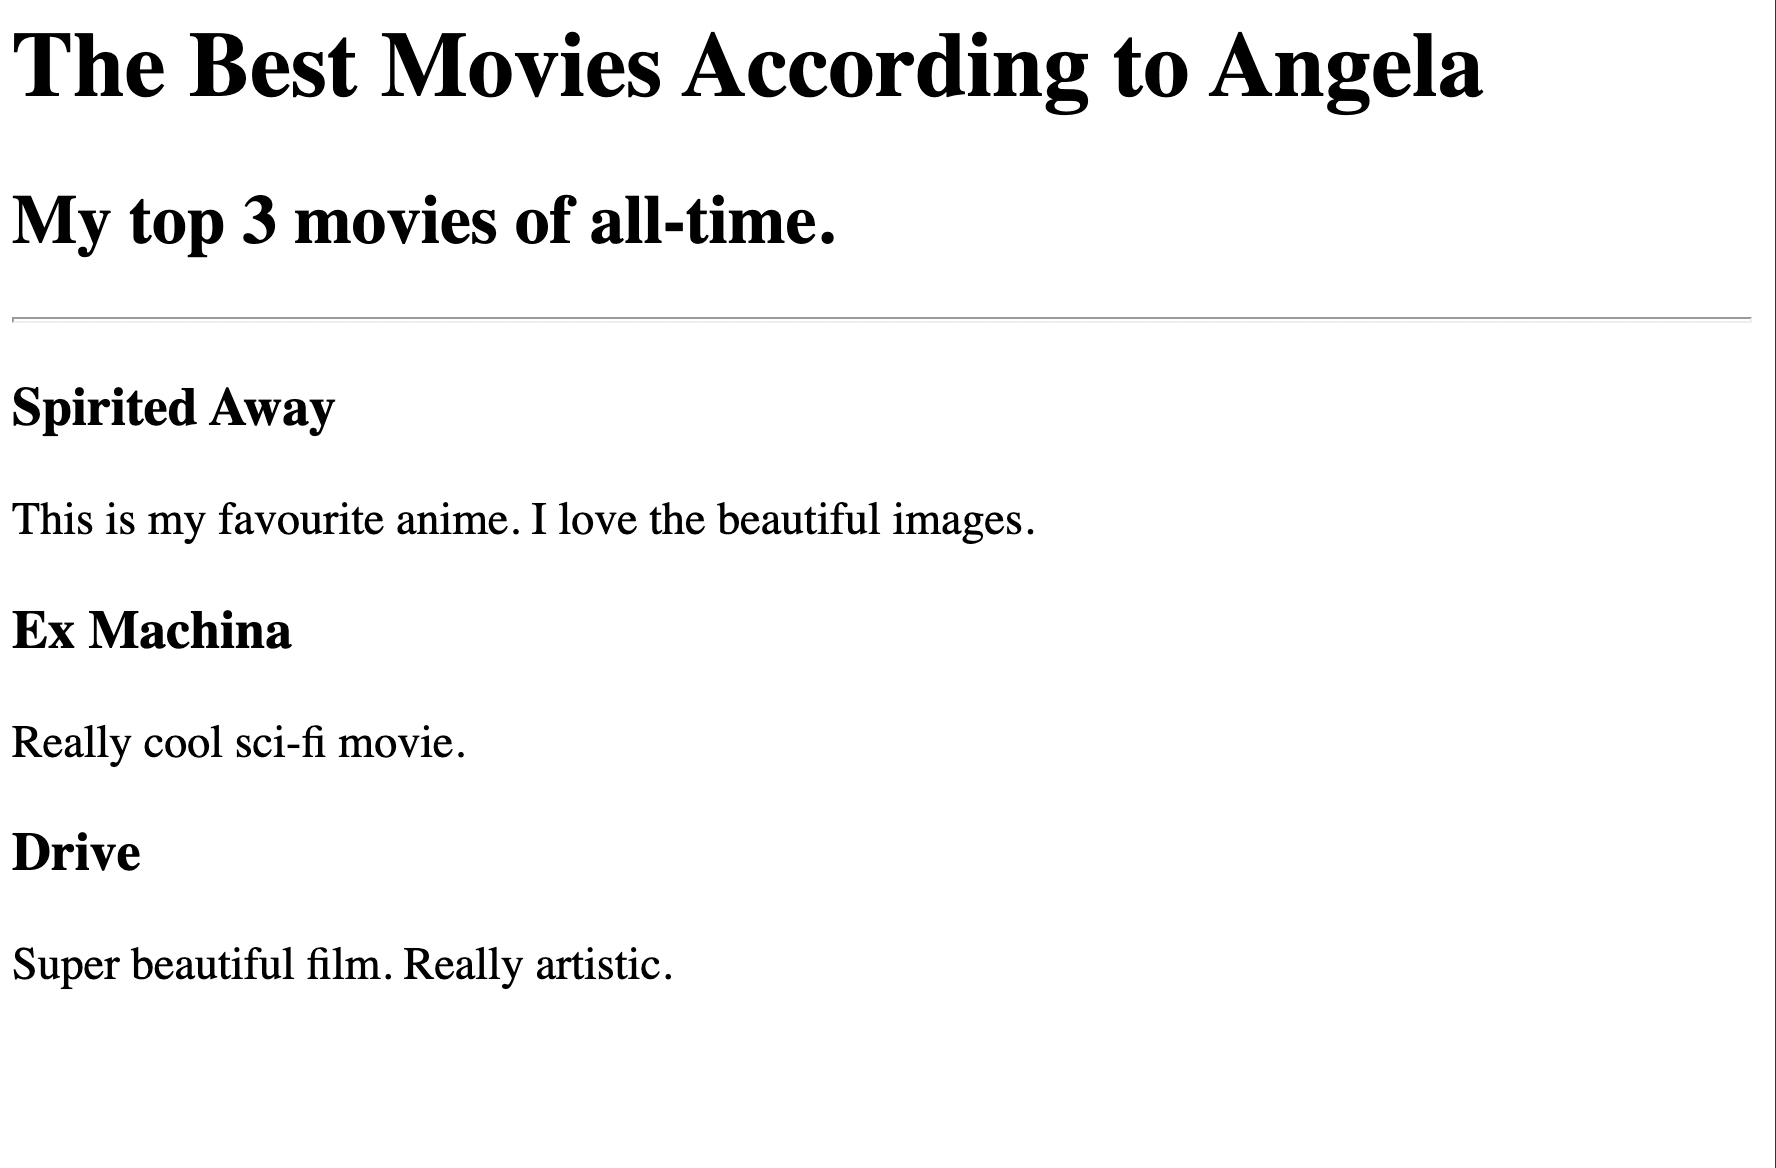 The Best Movies According to Angela
My top 3 movies of all-time.
Spirited Away
This is my favourite anime. I love the beautiful images.
Ex Machina
Really cool sci-fi movie.
Drive
Super beautiful film. Really artistic.